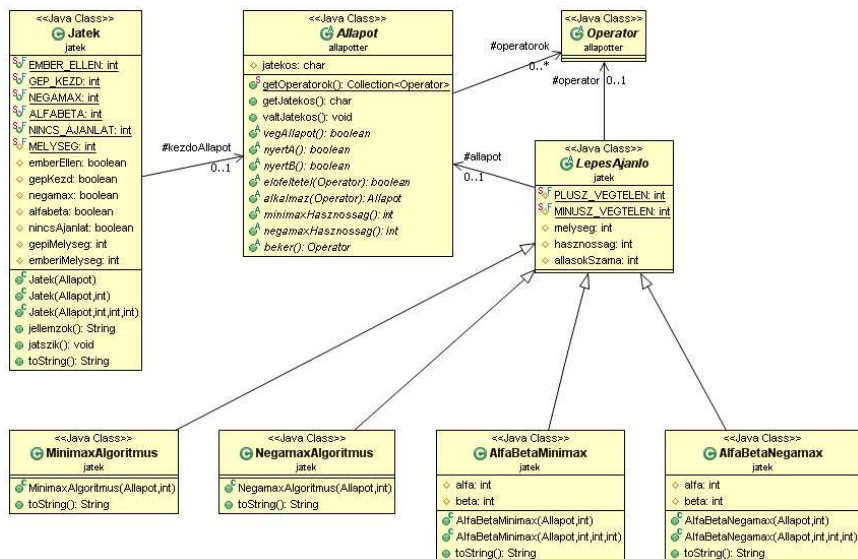 <<Java Class>>
Jatek
jatek
EMBER_ELLEN: int
GEP_KEZD: int
NEGAMAX: int
ALFABETA: int
NINCS_AJANLAT: int
MELYSEG: int
emberEllen: boolean
gepKezd: boolean
negamax: boolean
alfabeta: boolean
nincsAjanlat: boolean
gepiMelyseg: int
emberiMelyseg: int
Jatek(Allapot)
Jatek(Allapot,int)
Jatek(Allapot,int,int,int)
jellemzok(): String
jatszik(): void
toString(): String
#kezdoAllapot
0..1
<<Java Class>>
Allapot
allapotter
jatekos: char
getOperatorok(): Collection<Operator>
getJatekos(): char
valtJatekos(): void
vegAllapot(): boolean
nyertA(): boolean
nyertB(): boolean
elofeltetel(Operator): boolean
alkalmaz(Operator): Allapot
minimaxHasznossag(): int
negamaxHasznossag(): int
beker(): Operator
#operatorok
0..*
<<Java Class>>
Operator
allapotter
#operator
0..1
#allapot
0..1
<<Java Class>>
LepesAjanlo
jatek
PLUSZ_VEGTELEN: int
MINUSZ_VEGTELEN: int
melyseg: int
hasznossag: int
allasokSzama: int
<<Java Class>>
MinimaxAlgoritmus
jatek
MinimaxAlgoritmus(Allapot,int)
toString(): String
<<Java Class>>
NegamaxAlgoritmus
jatek
NegamaxAlgoritmus(Allapot,int)
toString(): String
<<Java Class>>
AlfaBetaMinimax
jatek
alfa: int
beta: int
AlfaBetaMinimax(Allapot,int)
AlfaBetaMinimax(Allapot,int,int,int)
toString(): String
<<Java Class>>
AlfaBetaNegamax
jatek
alfa: int
beta: int
AlfaBetaNegamax(Allapot,int)
AlfaBetaNegamax(Allapot,int,int,int)
toString(): String